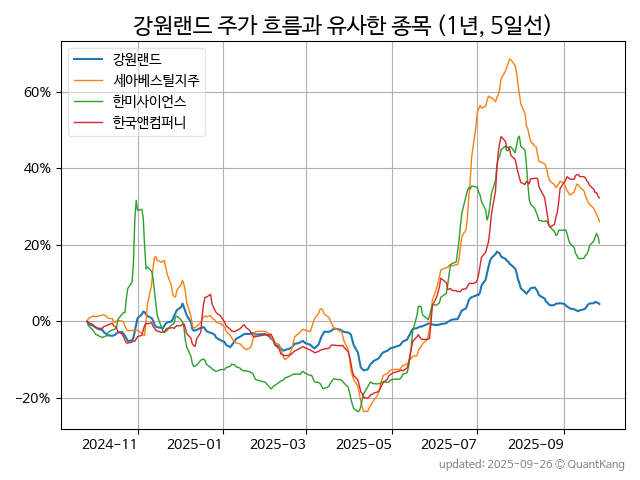 강원랜드 주가 흐름과 유사한 종목 (1년, 5일선)
강원랜드
세아베스틸지주
한미사이언스
한국앤컴퍼니
60%
40%
20%
0%
−20%
2024-11 2025-01 2025-03 2025-05 2025-07 2025-09
updated: 2025-09-26 © QuantKang